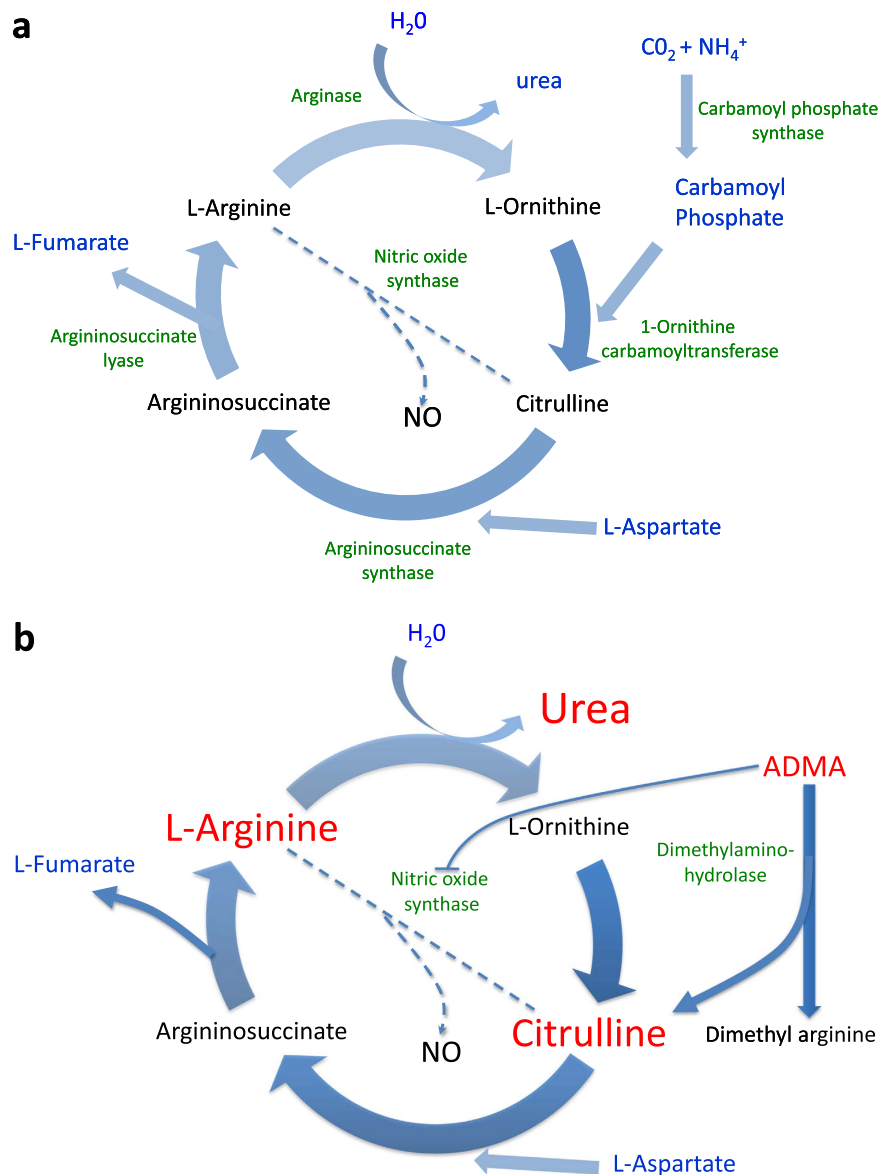 a
H₂0
C0₂ + NH₄⁺
urea
Arginase
Carbamoyl phosphate
synthase
L-Arginine
L-Ornithine
Carbamoyl
Phosphate
L-Fumarate
Nitric oxide
synthase
Argininosuccinate
lyase
1-Ornithine
carbamoyltransferase
Argininosuccinate
NO
Citrulline
L-Aspartate
Argininosuccinate
synthase
b
H₂0
Urea
ADMA
L-Arginine
L-Ornithine
L-Fumarate
Nitric oxide
synthase
Dimethylamino-
hydrolase
Argininosuccinate
NO
Citrulline
Dimethyl arginine
L-Aspartate